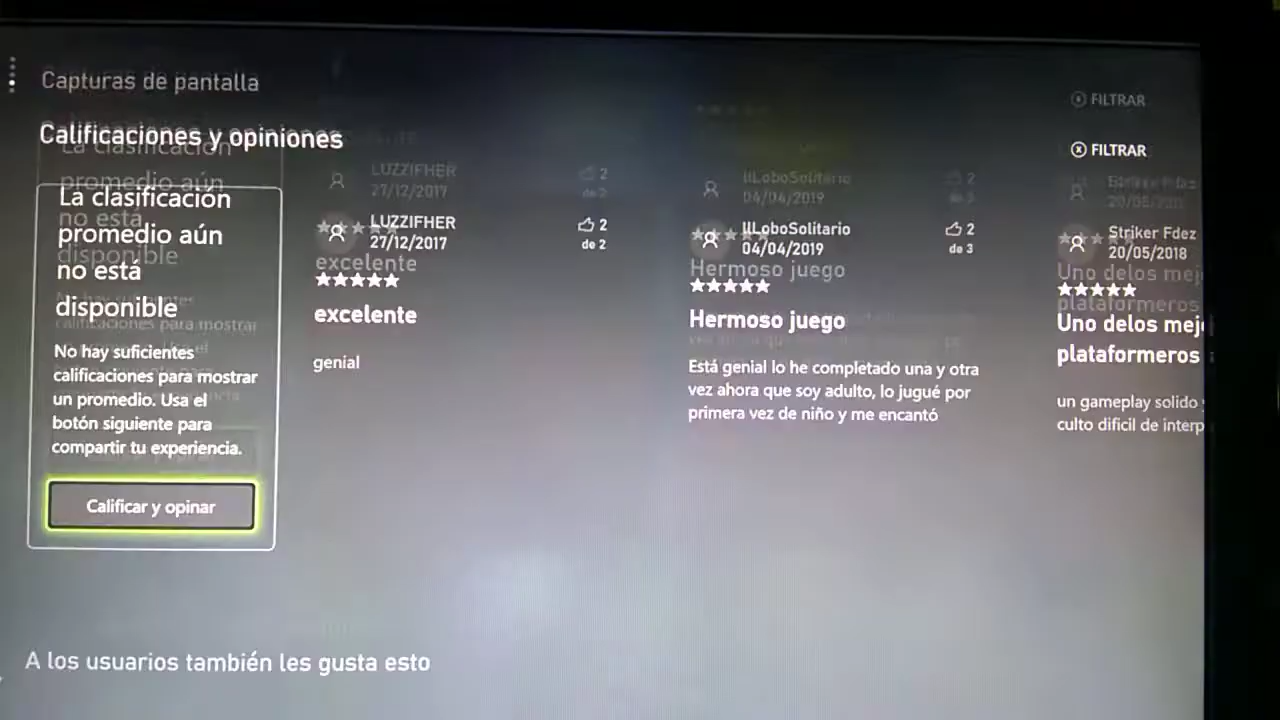 Capturas de pantalla
FILTRAR
Calificaciones y opiniones
FILTRAR
La clasificación
promedio aún
no está
disponible
No hay suficientes
calificaciones para mostrar
un promedio. Usa el
botón siguiente para
compartir tu experiencia.
Calificar y opinar
LUZZIFHER
27/12/2017
2
de 2
excelente
genial
lLoboSolitario
04/04/2019
2
de 3
Hermoso juego
Está genial lo he completado una y otra
vez ahora que soy adulto, lo jugué por
primera vez de niño y me encantó
Striker Fdez
20/05/2018
Uno delos mej
plataformeros
un gameplay solido
culto dificil de interp
A los usuarios también les gusta esto